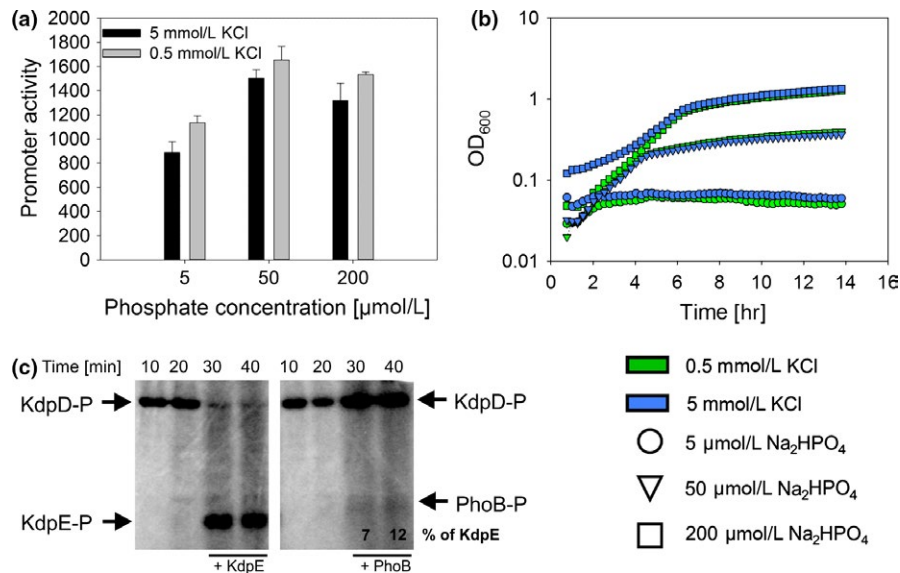 (a)
2000
1800
1600
1400
1200
1000
800
600
400
200
0
Promoter activity
5 mmol/L KCl
0.5 mmol/L KCl
5 50 200
Phosphate concentration [µmol/L]
(b)
10
1
0.1
0.01
OD600
0 2 4 6 8 10 12 14 16
Time [hr]
(c) Time [min] 10 20 30 40 10 20 30 40
KdpD-P KdpD-P
PhoB-P
KdpE-P 7 12 % of KdpE
+ KdpE + PhoB
0.5 mmol/L KCl
5 mmol/L KCl
5 µmol/L Na2HPO4
50 µmol/L Na2HPO4
200 µmol/L Na2HPO4